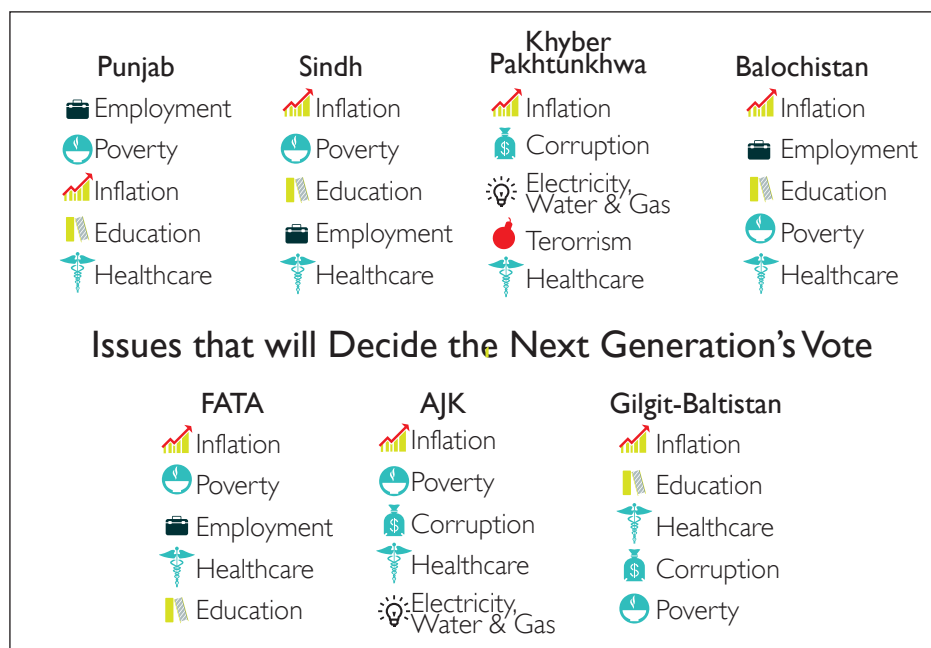 Punjab
Employment
Poverty
Inflation
Education
Healthcare
Sindh
Inflation
Poverty
Education
Employment
Healthcare
Khyber
Pakhtunkhwa
Inflation
Corruption
Electricity,
Water & Gas
Terorrism
Healthcare
Balochistan
Inflation
Employment
Education
Poverty
Healthcare
Issues that will Decide the Next Generation's Vote
FATA
Inflation
Poverty
Employment
Healthcare
Education
AJK
Inflation
Poverty
Corruption
Healthcare
Electricity,
Water & Gas
Gilgit-Baltistan
Inflation
Education
Healthcare
Corruption
Poverty